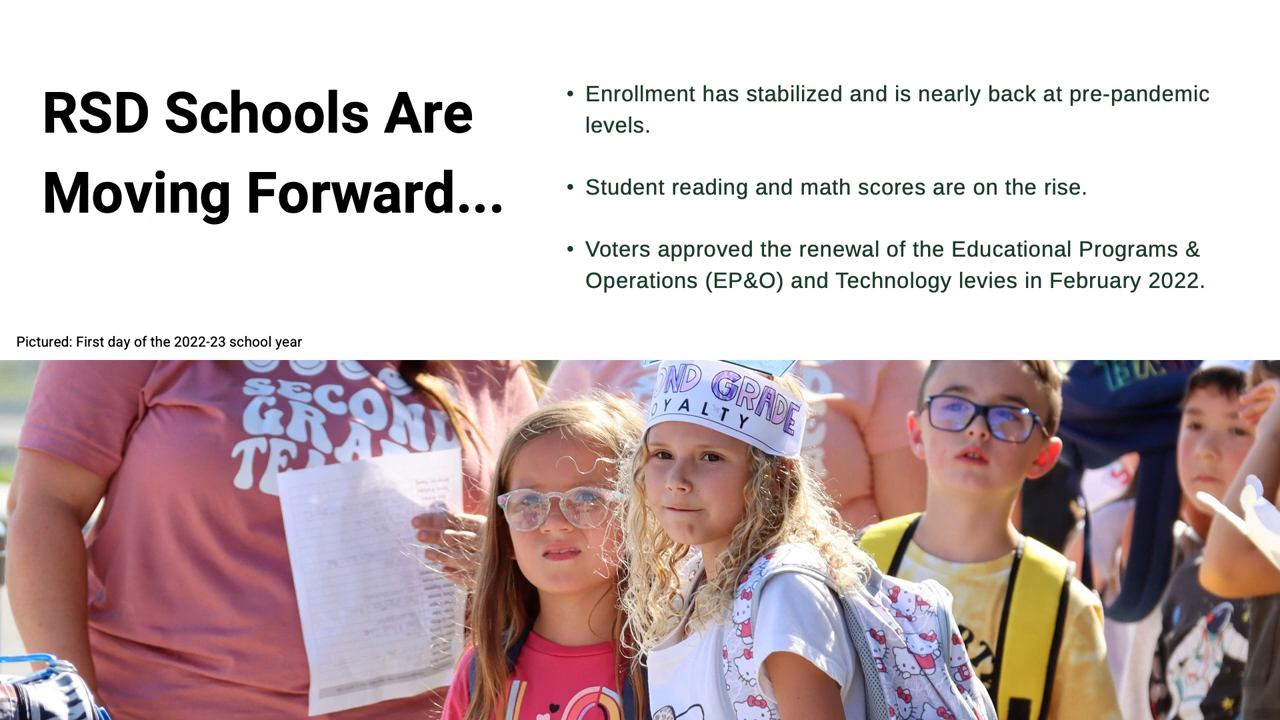 RSD Schools Are
Moving Forward...
• Enrollment has stabilized and is nearly back at pre-pandemic
levels.
• Student reading and math scores are on the rise.
• Voters approved the renewal of the Educational Programs &
Operations (EP&O) and Technology levies in February 2022.
Pictured: First day of the 2022-23 school year
SECOND
GRADE
GRADE